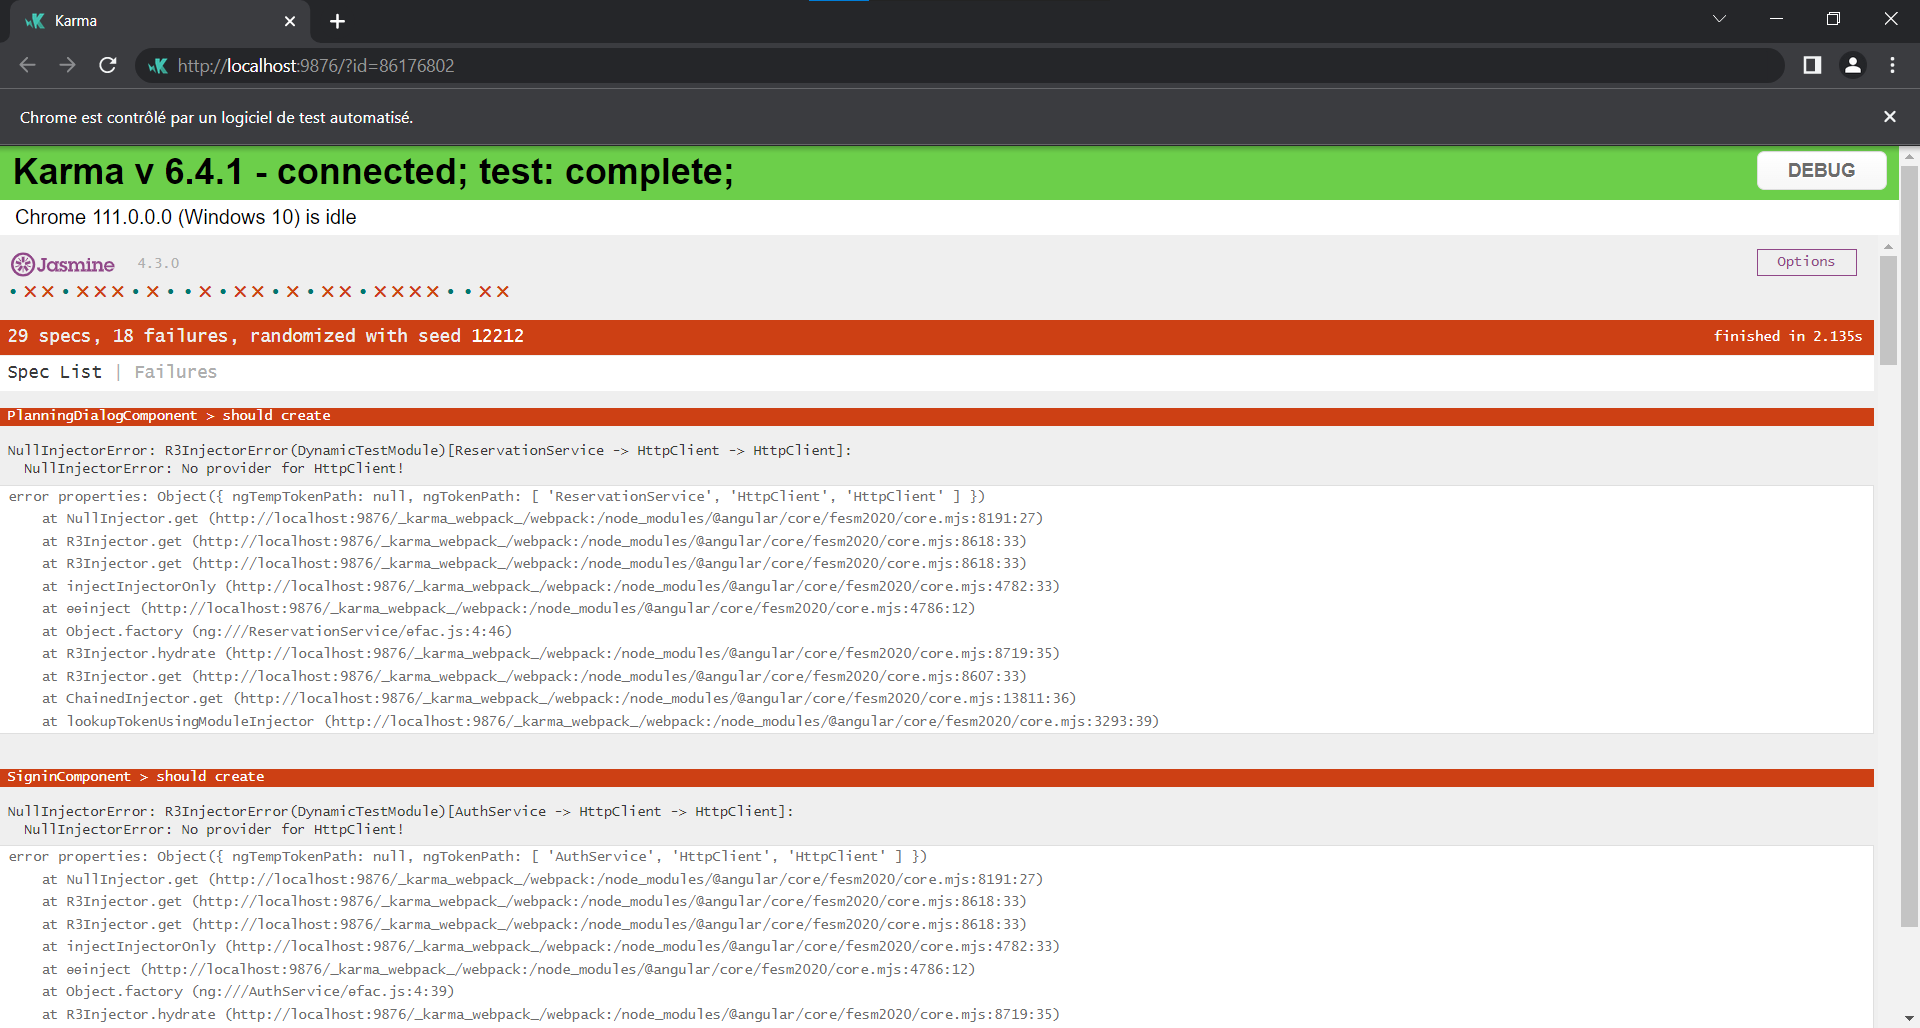 Karma
http://localhost:9876/?id=86176802
Chrome est contrôlé par un logiciel de test automatisé.
Karma v 6.4.1 - connected; test: complete;
DEBUG
Chrome 111.0.0.0 (Windows 10) is idle
Jasmine 4.3.0
Options
29 specs, 18 failures, randomized with seed 12212
finished in 2.135s
Spec List | Failures
PlanningDialogComponent > should create
NullInjectorError: R3InjectorError(DynamicTestModule)[ReservationService -> HttpClient -> HttpClient]:
NullInjectorError: No provider for HttpClient!
error properties: Object({ ngTempTokenPath: null, ngTokenPath: [ 'ReservationService', 'HttpClient', 'HttpClient' ] })
at NullInjector.get (http://localhost:9876/_karma_webpack_/webpack:/node_modules/@angular/core/fesm2020/core.mjs:8191:27)
at R3Injector.get (http://localhost:9876/_karma_webpack_/webpack:/node_modules/@angular/core/fesm2020/core.mjs:8618:33)
at R3Injector.get (http://localhost:9876/_karma_webpack_/webpack:/node_modules/@angular/core/fesm2020/core.mjs:8618:33)
at injectInjectorOnly (http://localhost:9876/_karma_webpack_/webpack:/node_modules/@angular/core/fesm2020/core.mjs:4782:33)
at ɵɵinject (http://localhost:9876/_karma_webpack_/webpack:/node_modules/@angular/core/fesm2020/core.mjs:4786:12)
at Object.factory (ng:///ReservationService/ɵfac.js:4:46)
at R3Injector.hydrate (http://localhost:9876/_karma_webpack_/webpack:/node_modules/@angular/core/fesm2020/core.mjs:8719:35)
at R3Injector.get (http://localhost:9876/_karma_webpack_/webpack:/node_modules/@angular/core/fesm2020/core.mjs:8607:33)
at ChainedInjector.get (http://localhost:9876/_karma_webpack_/webpack:/node_modules/@angular/core/fesm2020/core.mjs:13811:36)
at lookupTokenUsingModuleInjector (http://localhost:9876/_karma_webpack_/webpack:/node_modules/@angular/core/fesm2020/core.mjs:3293:39)
SigninComponent > should create
NullInjectorError: R3InjectorError(DynamicTestModule)[AuthService -> HttpClient -> HttpClient]:
NullInjectorError: No provider for HttpClient!
error properties: Object({ ngTempTokenPath: null, ngTokenPath: [ 'AuthService', 'HttpClient', 'HttpClient' ] })
at NullInjector.get (http://localhost:9876/_karma_webpack_/webpack:/node_modules/@angular/core/fesm2020/core.mjs:8191:27)
at R3Injector.get (http://localhost:9876/_karma_webpack_/webpack:/node_modules/@angular/core/fesm2020/core.mjs:8618:33)
at R3Injector.get (http://localhost:9876/_karma_webpack_/webpack:/node_modules/@angular/core/fesm2020/core.mjs:8618:33)
at injectInjectorOnly (http://localhost:9876/_karma_webpack_/webpack:/node_modules/@angular/core/fesm2020/core.mjs:4782:33)
at ɵɵinject (http://localhost:9876/_karma_webpack_/webpack:/node_modules/@angular/core/fesm2020/core.mjs:4786:12)
at Object.factory (ng:///AuthService/ɵfac.js:4:39)
at R3Injector.hydrate (http://localhost:9876/_karma_webpack_/webpack:/node_modules/@angular/core/fesm2020/core.mjs:8719:35)